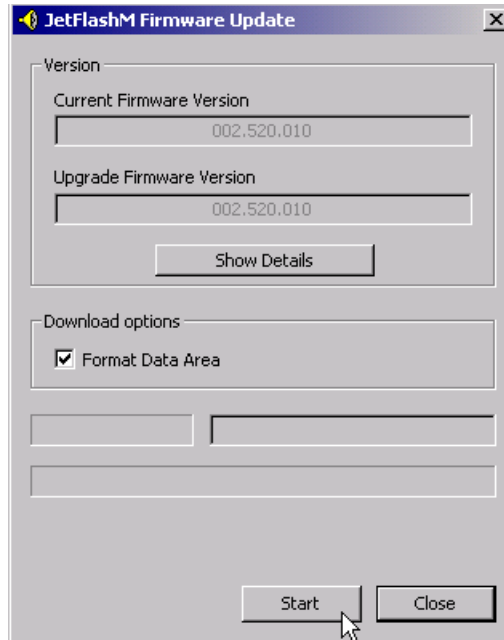 JetFlashM Firmware Update
Version
Current Firmware Version
002.520.010
Upgrade Firmware Version
002.520.010
Show Details
Download options
Format Data Area
Start Close